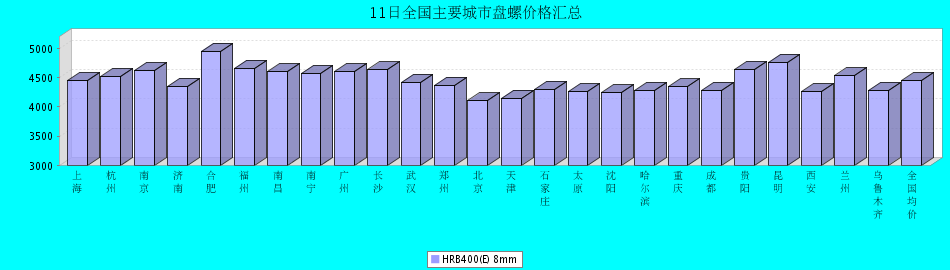 11日全国主要城市盘螺价格汇总
5000
4500
4000
3500
3000
上海
杭州
南京
济南
合肥
福州
南昌
南宁
广州
长沙
武汉
郑州
北京
天津
石家庄
太原
沈阳
哈尔滨
重庆
成都
贵阳
昆明
西安
兰州
乌鲁木齐
全国均价
HRB400(E) 8mm